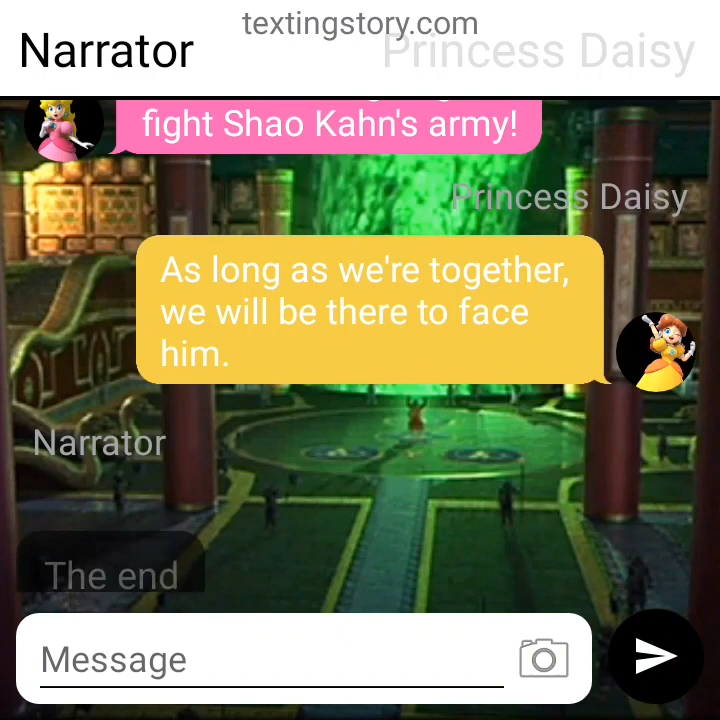 textingstory.com
Narrator
Princess Daisy
fight Shao Kahn's army!
Princess Daisy
As long as we're together,
we will be there to face
him.
Narrator
The end
Message